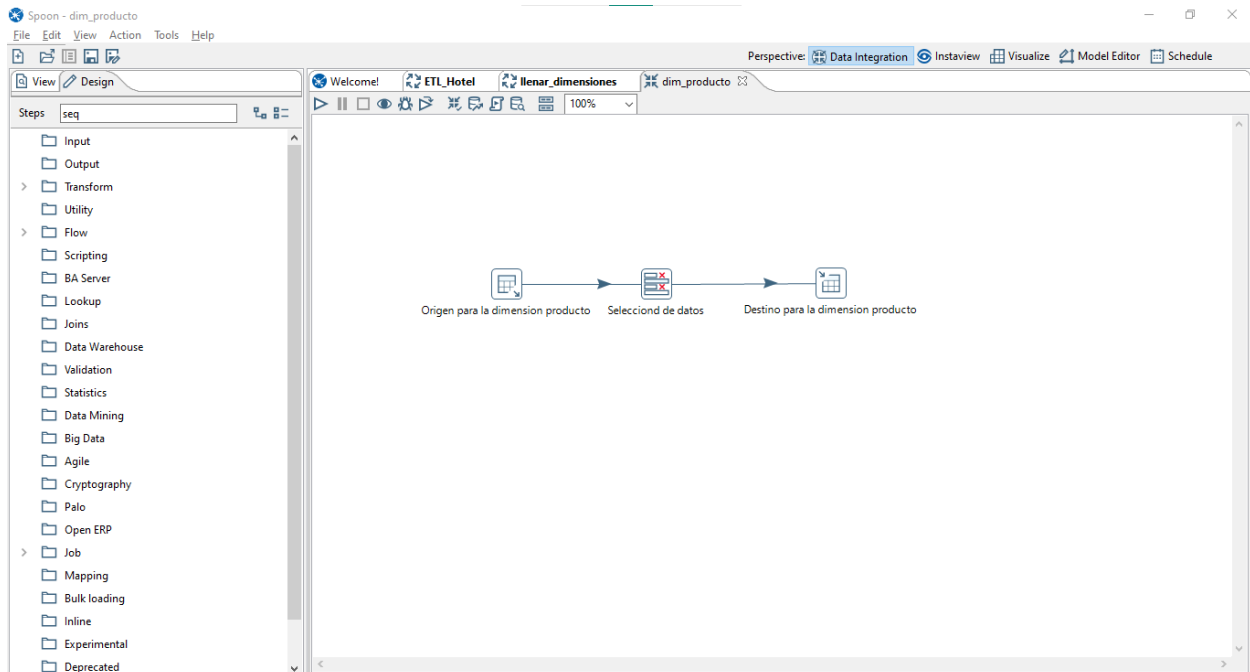 Spoon - dim_producto
File Edit View Action Tools Help
Perspective: Data Integration Instaview Visualize Model Editor Schedule
View Design
Welcome! ETL_Hotel llenar_dimensiones dim_producto
Steps seq
100%
Input
Output
Transform
Utility
Flow
Scripting
BA Server
Lookup
Joins
Data Warehouse
Validation
Statistics
Data Mining
Big Data
Agile
Cryptography
Palo
Open ERP
Job
Mapping
Bulk loading
Inline
Experimental
Deprecated
Origen para la dimension producto Selecciond de datos Destino para la dimension producto